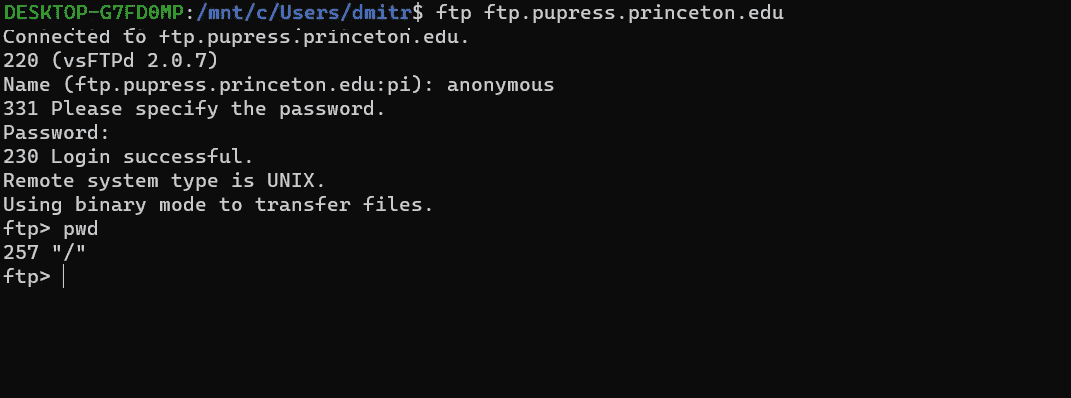 DESKTOP-G7FD0MP:/mnt/c/Users/dmitr$ ftp ftp.pupress.princeton.edu
Connected to ftp.pupress.princeton.edu.
220 (vsFTPd 2.0.7)
Name (ftp.pupress.princeton.edu:pi): anonymous
331 Please specify the password.
Password:
230 Login successful.
Remote system type is UNIX.
Using binary mode to transfer files.
ftp> pwd
257 "/"
ftp>